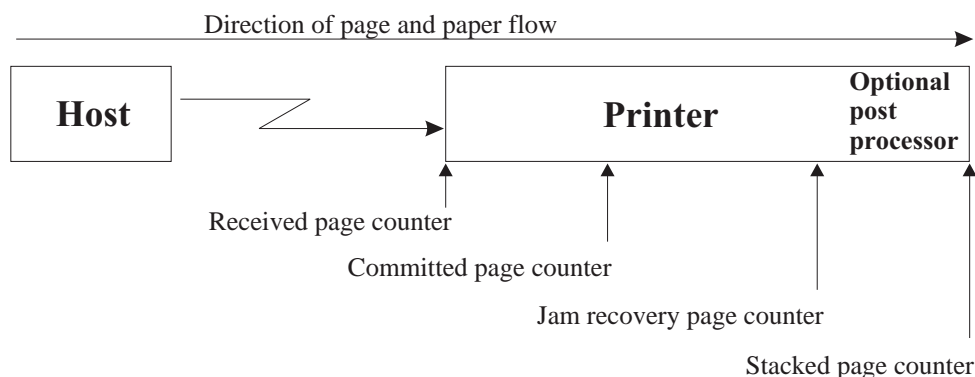 Direction of page and paper flow
Host
Printer
Optional
post
processor
Received page counter
Committed page counter
Jam recovery page counter
Stacked page counter